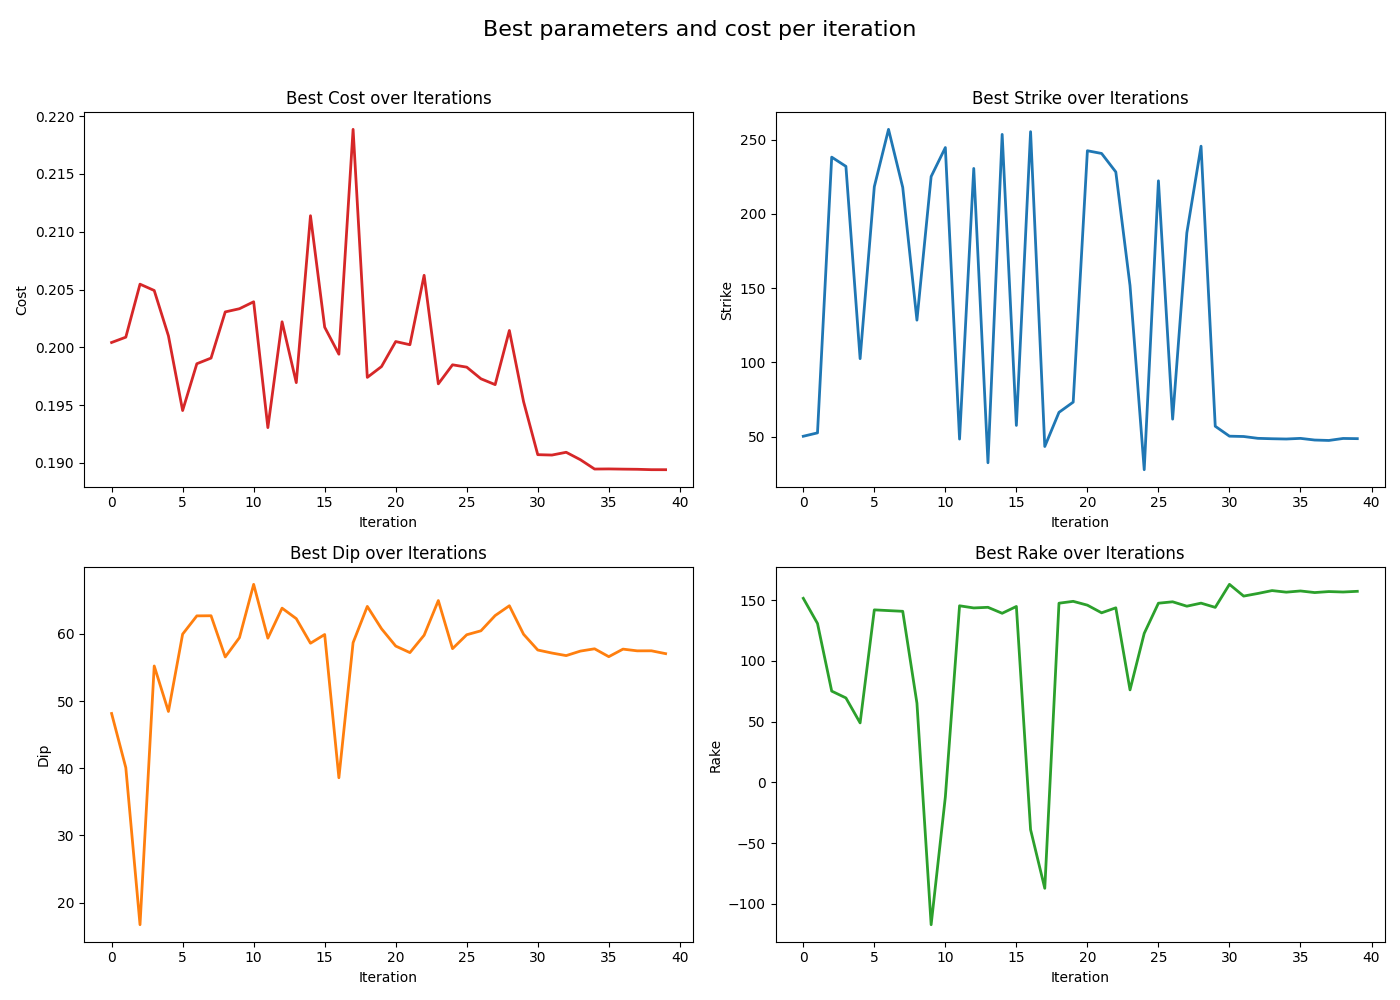 Best parameters and cost per iteration
Best Cost over Iterations
0.220
0.215
0.210
0.205
0.200
0.195
0.190
Cost
0 5 10 15 20 25 30 35 40
Iteration
Best Strike over Iterations
250
200
150
100
50
Strike
0 5 10 15 20 25 30 35 40
Iteration
Best Dip over Iterations
60
50
40
30
20
Dip
0 5 10 15 20 25 30 35 40
Iteration
Best Rake over Iterations
150
100
50
0
−50
−100
Rake
0 5 10 15 20 25 30 35 40
Iteration